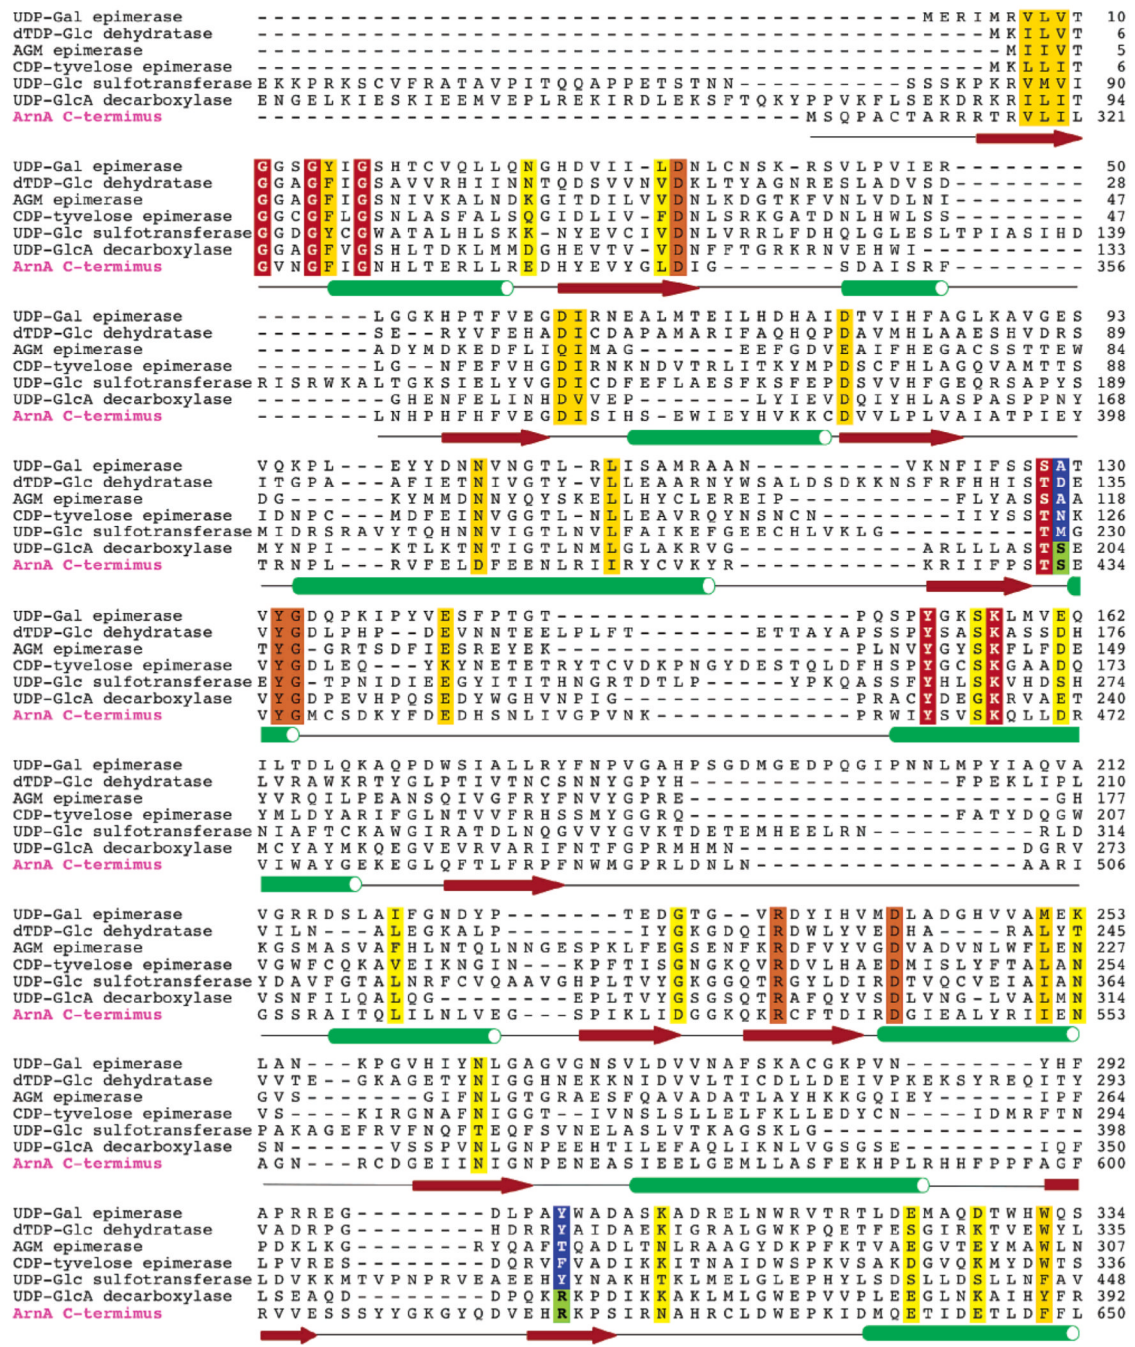 UDP-Gal epimerase ---------------------------------------MERIMRVLVT 10
dTDP-Glc dehydratase -------------------------------------------MKILVT 6
AGM epimerase --------------------------------------------MIIVT 5
CDP-tyvelose epimerase -------------------------------------------MKLLIT 6
UDP-Glc sulfotransferase EKKPRKSCVFRATAVPITQQAPPETSTNN---------SSSKPKRVMVI 90
UDP-GlcA decarboxylase ENGELKIESKIEEMVEPLREKIRDLEKSFTQKYPPVKFLSEKDRKRILIT 94
ArnA C-termimus --------------------------------MSQPACTARRRTRVLIL 321
UDP-Gal epimerase GGSGYIGSHTCVQLLQNGHDVII-LDNLCNSK-RSVLPVIER------- 50
dTDP-Glc dehydratase GGAGFIGSAVVRHIINNTQDSVVNVDKLTYAGNRESLADVSD------- 28
AGM epimerase GGAGFIGSNIVKALNDKGITDILVVDNLKDGTKFVNLVDLNI------- 47
CDP-tyvelose epimerase GGCGFLGSNLASFALSQGIDLIV-FDNLSRKGATDNLHWLSS------- 47
UDP-Glc sulfotransferase GGDGYCGWATALHLSKK-NYEVCIVDNLVRRLFDHQLGLESLTPIASIHD 139
UDP-GlcA decarboxylase GGAGFVGSHLTDKLMMDGHEVTV-VDNFFTGRKRNVEHWI--------- 133
ArnA C-termimus GVNGFIGNHLTERLLREDHYEVYGLDIG-------SDAISRF------- 356
UDP-Gal epimerase -------LGGKHPTFVEGDIRNEALMTEILHDHAIDTVIHFAGLKAVGES 93
dTDP-Glc dehydratase -------SE--RYVFEHADICDAPAMARIFAQHQPDAVMHLAAESHVDRS 89
AGM epimerase -------ADYMDKEDFLIQIMAG------EEFGDVEAIFHEGACSSTTEW 84
CDP-tyvelose epimerase -------LG--NFEFVHGDIRNKNDVTRLITKYMPDSCFHLAGQVAMTTS 88
UDP-Glc sulfotransferase RISRWKALTGKSIELYVGDICDFEFLAESFKSFEPDSVVHFGEQRSAPYS 189
UDP-GlcA decarboxylase -------GHENFELINHDVVEP------LYIEVDQIYHLASPASPPNY 168
ArnA C-termimus -------LNHPHFHFVEGDISIHS-EWIEYHVKKCDVVLPLVAIATPIEY 398
UDP-Gal epimerase VQKPL---EYYDNNVNGTL-RLISAMRAAN------VKNFIFSSSAT 130
dTDP-Glc dehydratase ITGPA---AFIETNIVGTY-VLLEAARNYWSALDSDKKNSFRFHHISTDE 135
AGM epimerase DG------KYMMDNNYQYSKELLHYCLEREIP-------FLYASSAA 118
CDP-tyvelose epimerase IDNPC---MDFEINVGGTL-NLLEAVRQYNSNCN------IIYSSTNK 126
UDP-Glc sulfotransferase MIDRSRAVYTQHNNVIGTLNVLFAIKEFGEECHLVKLG---------TMG 230
UDP-GlcA decarboxylase MYNPI---KTLKTNTIGTLNMLGLAKRVG-----------ARLLLASTSE 204
ArnA C-termimus TRNPL---RVFELDFEENLRIIRYCVKYR-----------KRIIFPSTSE 434
UDP-Gal epimerase VYGDQPKIPYVESFPTGT------------------PQSPYGKSKLMVEQ 162
dTDP-Glc dehydratase VYGDLPHP--DEVNNTEELPLFT-------ETTAYAPSSPYSASKASSDH 176
AGM epimerase TYG-GRTSDFIESREYEK------------------PLNVYGYSKFLFDE 149
CDP-tyvelose epimerase VYGDLEQ---YKYNETETRYTCVDKPNGYDESTQLDFHSPYGCSKGAADQ 173
UDP-Glc sulfotransferase EYG-TPNIDIEEGYITITHNGRTDTLP----YPKQASSFYHLSKVHDSH 274
UDP-GlcA decarboxylase VYGDPEVHPQSEDYWGHVNPIG--------------PRACYDEGKRVAET 240
ArnA C-termimus VYGMCSDKYFDEDHSNLIVGPVNK------------PRWIYSVSKQLLDR 472
UDP-Gal epimerase ILTDLQKAQPDWSIALLRYFNPVGAHPSGDMGEDPQGIPNNLMPYIAQVA 212
dTDP-Glc dehydratase LVRAWKRTYGLPTIVTNCSNNYGPYH----------------FPEKLIPL 210
AGM epimerase YVRQILPEANSQIVGFRYFNVYGPRE----------------------GH 177
CDP-tyvelose epimerase YMLDYARIFGLNTVVFRHSSMYGGRQ----------------FATYDQGW 207
UDP-Glc sulfotransferase NIAFTCKAWGIRATDLNQGVVYGVKTDETEMHEELRN----------RLD 314
UDP-GlcA decarboxylase MCYAYMKQEGVEVRVARIFNTFGPRMHMN------------------DGRV 273
ArnA C-termimus VIWAYGEKEGLQFTLFRPFNWMGPRLDNLN-----------------AARI 506
UDP-Gal epimerase VGRRDSLAIFGNDYP-------TEDGTG--VRDYIHVMDLADGHVVAMEK 253
dTDP-Glc dehydratase VILN---ALEGKALP-------IYGKGDQIRDWLYVEDHA---RALYT 245
AGM epimerase KGSMASVAFHLNTQLNNGESPKLFEGSENFKRDFVYVGDVADVNLWFLEN 227
CDP-tyvelose epimerase VGWFCQKAVEIKNGIN---KPFTISGNGKQVRDVLHAEDMISLYFTALAN 254
UDP-Glc sulfotransferase YDAVFGTALNRFCVQAAVGHPLTVYGKGGQTRGYLDIRDTVQCVEIAIAN 364
UDP-GlcA decarboxylase VSNFILQALQG--------EPLTVYGSGSQTRAFQYVSDLVNG-LVALMN 314
ArnA C-termimus GSSRAITQLILNLVEG---SPIKLIDGGKQKRCFTDIRDGIEALYRIIEN 553
UDP-Gal epimerase LAN---KPGVHIYNLGAGVGNSVLDVVNAFSKACGKPVN-------YHF 292
dTDP-Glc dehydratase VVTE---GKAGETYNIGGHNEKKNIDVVLTICDLLDEIVPKEKSYREQITY 293
AGM epimerase GVS-------GIFNLGTGRAESFQAVADATLAYHKKGQIEY------IPF 264
CDP-tyvelose epimerase VS----KIRGNAFNIGGT--IVNSLSLLELFKLLEDYCN-----IDMRFTN 294
UDP-Glc sulfotransferase PAKAGEFRVFNQFTEQFSVNELASLVTKAGSKLG---------------- 398
UDP-GlcA decarboxylase SN------VSSPVNLGNPEEHTILEFAQLIKNLVGSGSE---------IQF 350
ArnA C-termimus AGN---RCDGEIINIGNPENEASIEELGEMLLASFEKHPLRHHFPPFAGF 600
UDP-Gal epimerase APRREG--------DLPAYWADASKADRELNWRVTRTLDEMAQDTWHWQS 334
dTDP-Glc dehydratase VADRPG--------HDRRYAIDAEKIGRALGWKPQETFESGIRKTVEWYL 335
AGM epimerase PDKLKG-------RYQAFTQADLTNLRAAGYDKPFKTVAEGVTEYMAWLN 307
CDP-tyvelose epimerase LPVRES--------DQRVFVADIKKITNAIDWSPKVSAKDGVQKMYDWTS 336
UDP-Glc sulfotransferase LDVKKMTVPNPRVEAEEHYYNAKHTKLMELGLEPHYLSDSLLDSLLNFAV 448
UDP-GlcA decarboxylase LSEAQD--------DPQKRKPDIKKAKLMLGWEPVVPLEEGLNKAIHYFR 392
ArnA C-termimus RVVESSSYYGKGYQDVEHRKPSIRNAHRCLDWEPKIDMQETIDETLDFFL 650